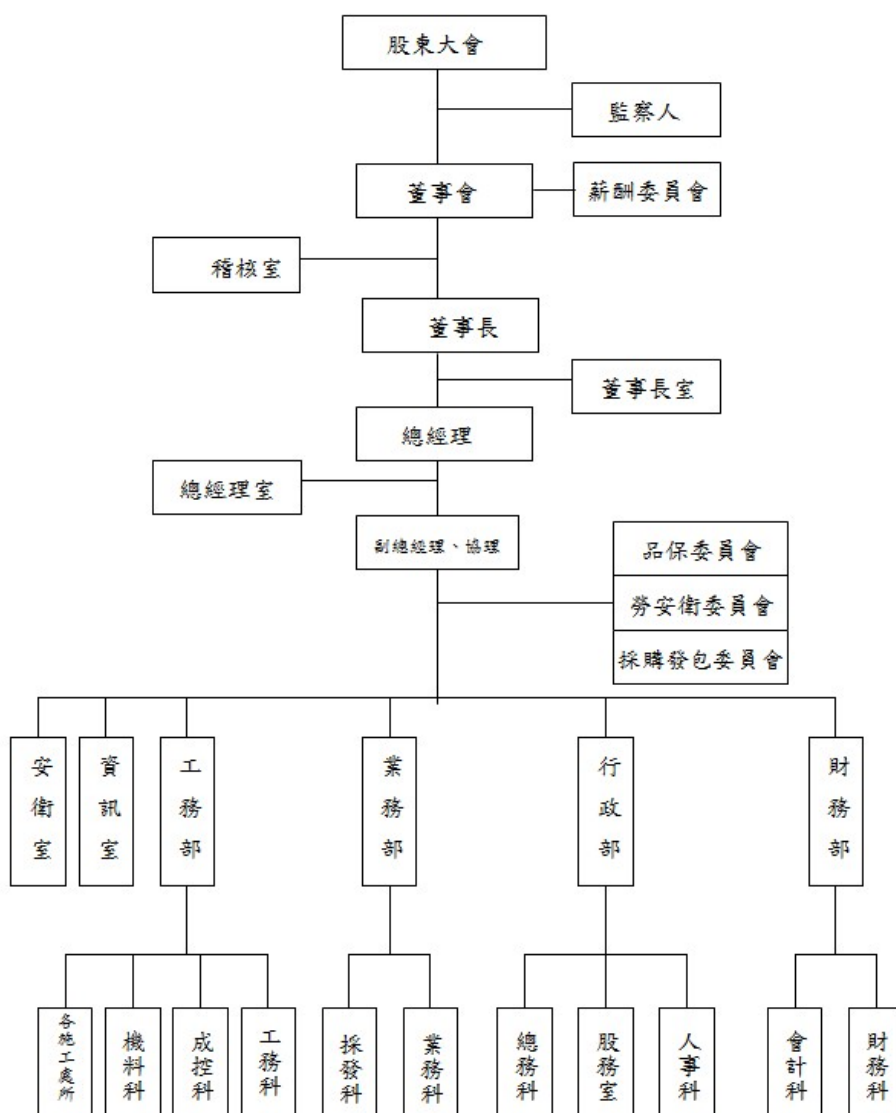 股東大會
監察人
董事會
薪酬委員會
稽核室
董事長
董事長室
總經理
總經理室
副總經理、協理
品保委員會
勞安衛委員會
採購發包委員會
安衛室
資訊室
工務部
業務部
行政部
財務部
各施工處所
機料科
成控科
工務科
採發科
業務科
總務科
股務室
人事科
會計科
財務科